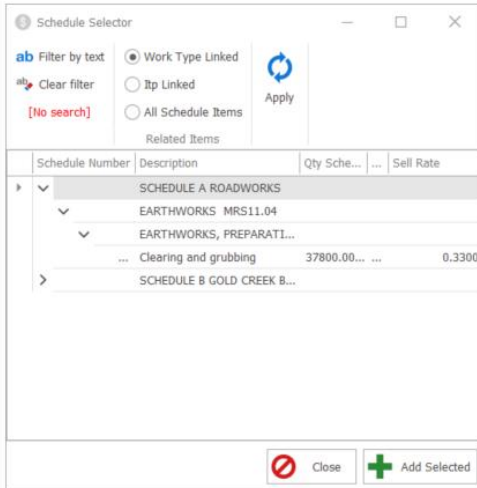 Schedule Selector
ab Filter by text
Work Type Linked
ab Clear filter
Itp Linked
Apply
[No search]
All Schedule Items
Related Items
Schedule Number Description Qty Sche... ... Sell Rate
SCHEDULE A ROADWORKS
EARTHWORKS MRS11.04
EARTHWORKS, PREPARATI...
... Clearing and grubbing 37800.00... ... 0.3300
SCHEDULE B GOLD CREEK B...
Close Add Selected